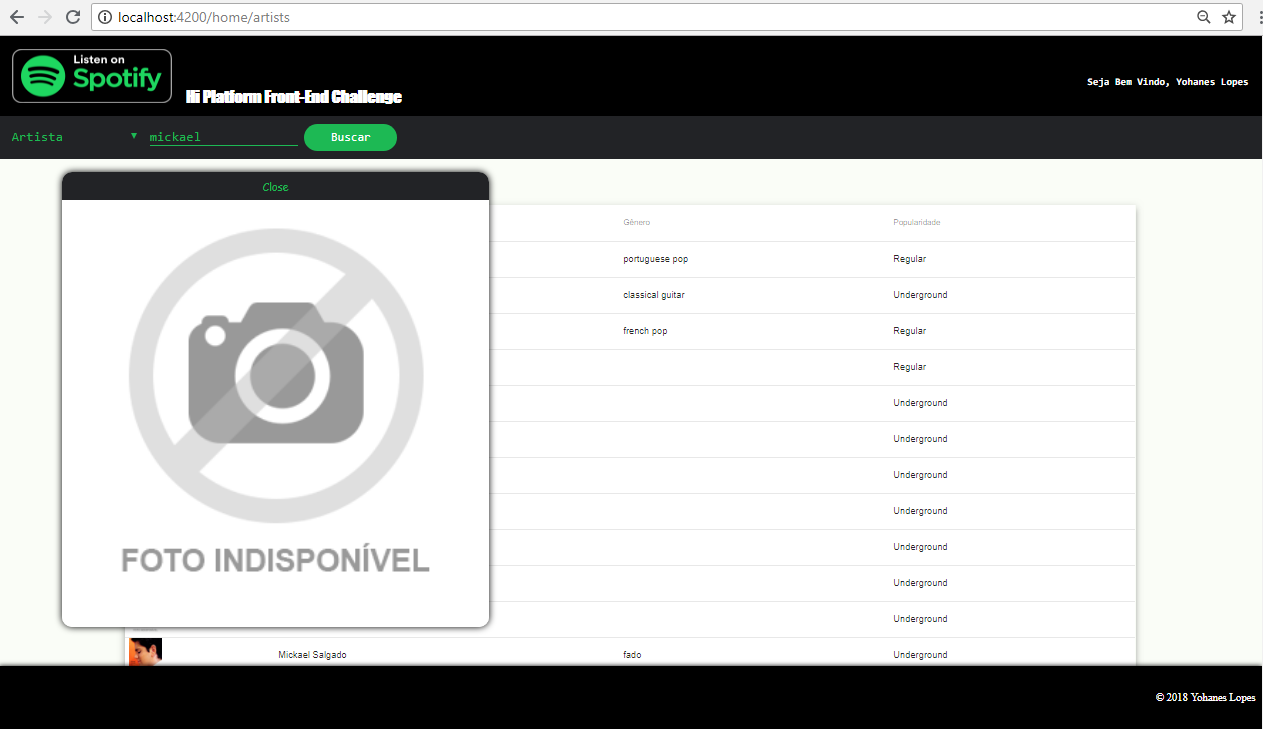 localhost:4200/home/artists
Listen on
Spotify
Hi Platform Front-End Challenge
Seja Bem Vindo, Yohanes Lopes
Artista
mickael
Buscar
Close
FOTO INDISPONÍVEL
Gênero Popularidade
portuguese pop Regular
classical guitar Underground
french pop Regular
Regular
Underground
Underground
Underground
Underground
Underground
Underground
Underground
Mickael Salgado fado Underground
© 2018 Yohanes Lopes